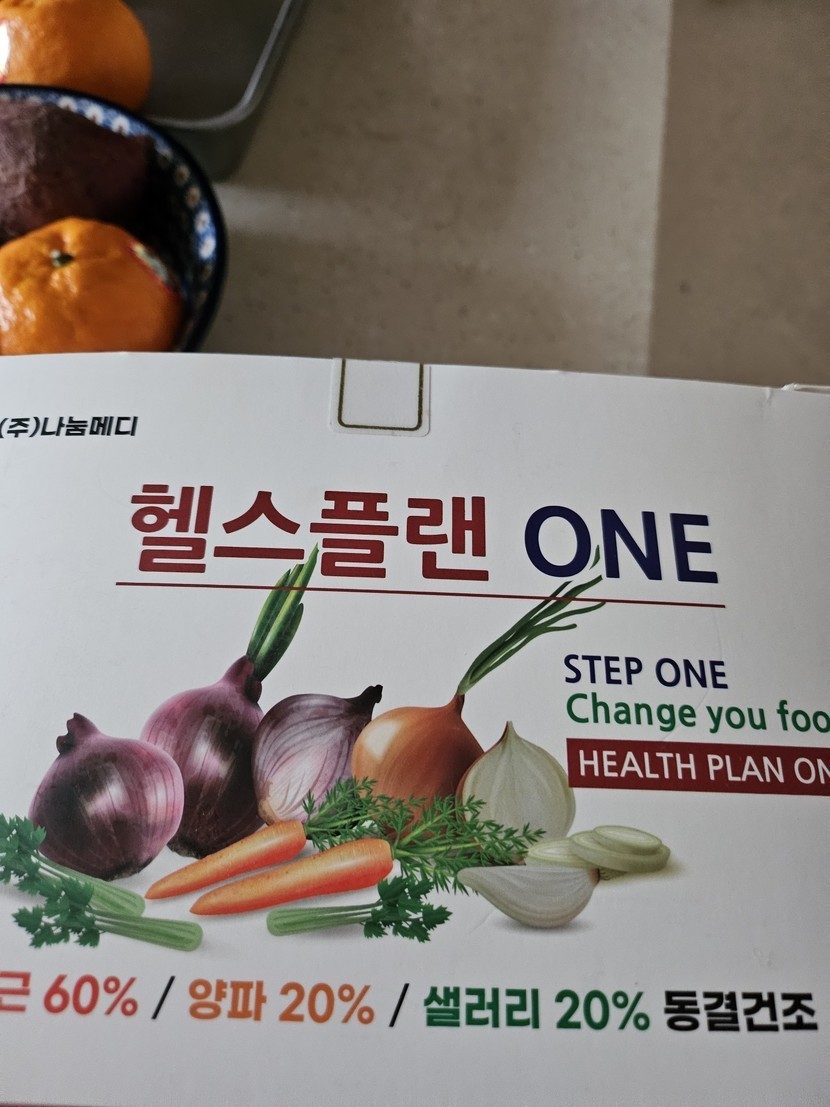 (주)나눔메디
헬스플랜 ONE
STEP ONE
Change you foo
HEALTH PLAN ON
근 60% / 양파 20% / 샐러리 20% 동결건조